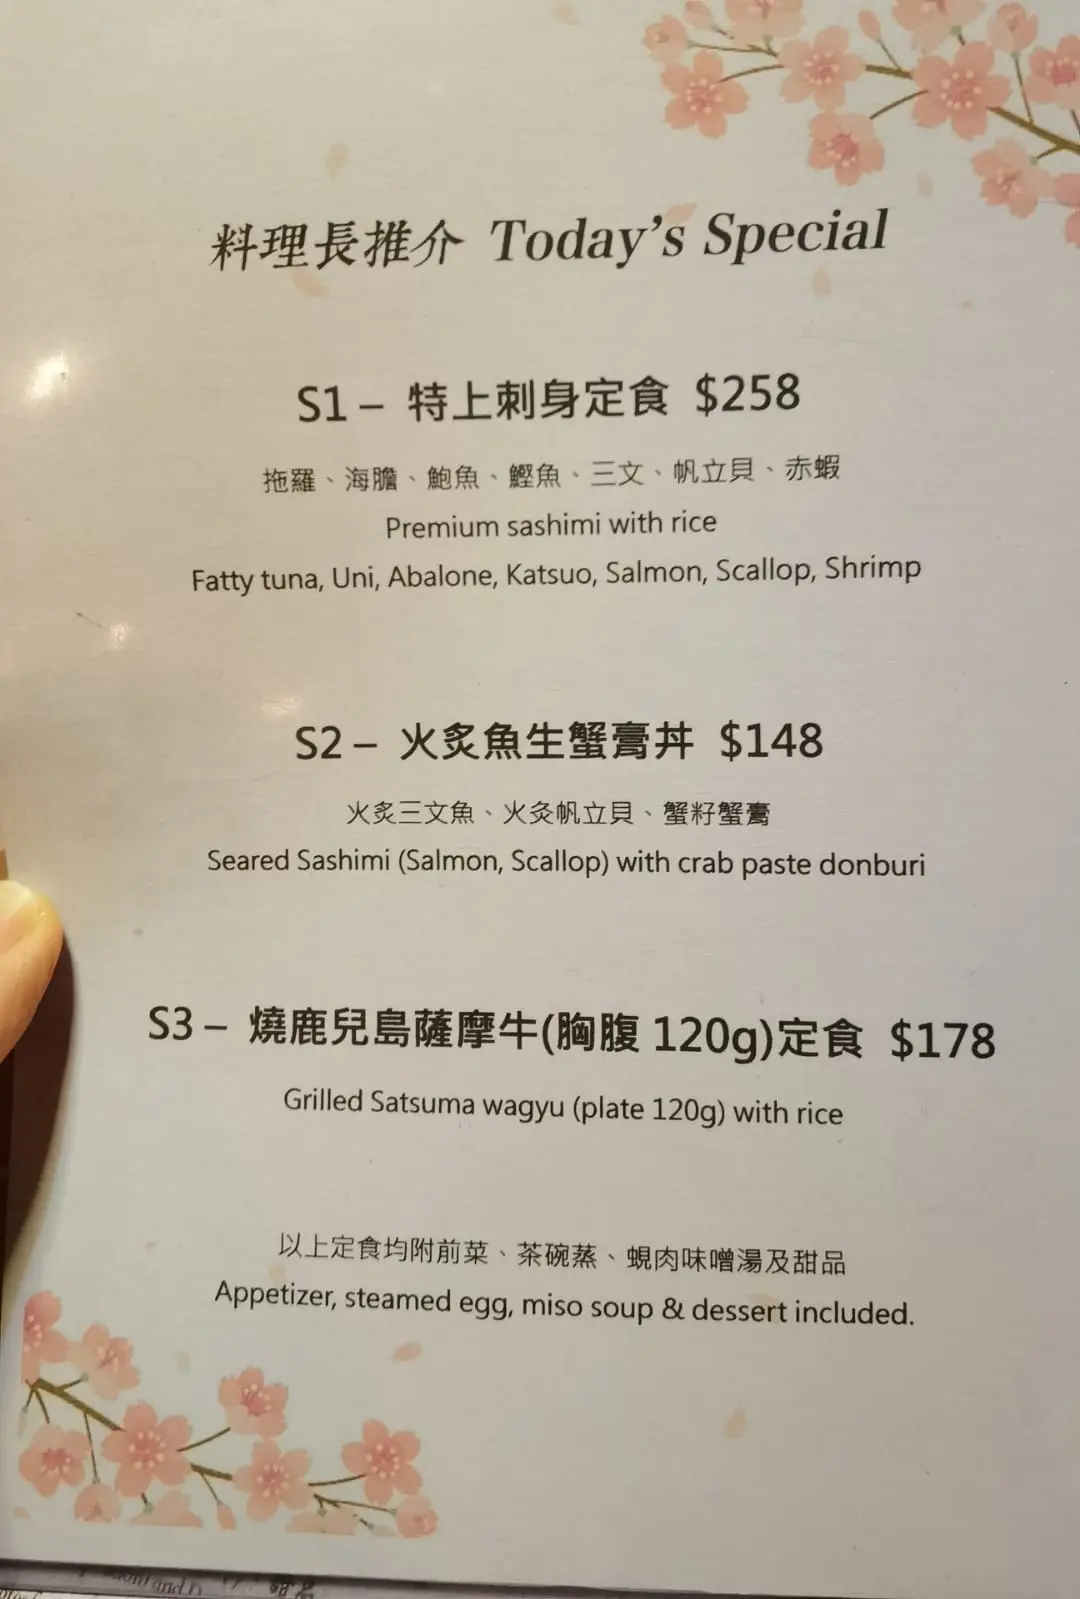 料理長推介 Today's Special
S1 – 特上刺身定食 $258
拖羅、海膽、鮑魚、鰹魚、三文、帆立貝、赤蝦
Premium sashimi with rice
Fatty tuna, Uni, Abalone, Katsuo, Salmon, Scallop, Shrimp
S2 – 火炙魚生蟹膏丼 $148
火炙三文魚、火灸帆立貝、蟹籽蟹膏
Seared Sashimi (Salmon, Scallop) with crab paste donburi
S3 – 燒鹿兒島薩摩牛(胸腹 120g)定食 $178
Grilled Satsuma wagyu (plate 120g) with rice
以上定食均附前菜、茶碗蒸、蜆肉味噌湯及甜品
Appetizer, steamed egg, miso soup & dessert included.